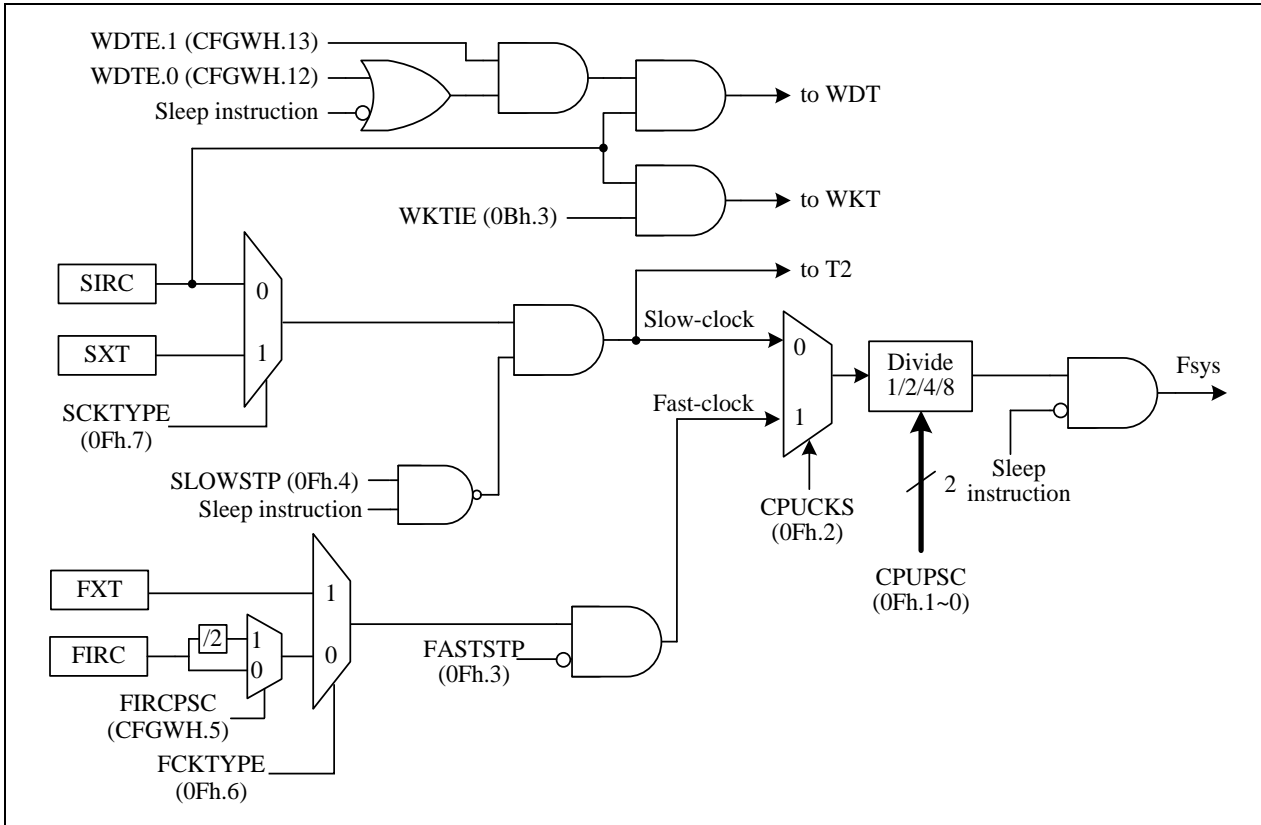 WDTE.1 (CFGWH.13)
WDTE.0 (CFGWH.12)
Sleep instruction
to WDT
to WKT
WKTIE (0Bh.3)
SIRC
0
to T2
SXT
1
Slow-clock
0
Divide
1/2/4/8
Fsys
SCKTYPE
(0Fh.7)
Fast-clock
1
SLOWSTP (0Fh.4)
Sleep instruction
CPUCKS
(0Fh.2)
2
Sleep
instruction
CPUPSC
(0Fh.1~0)
FXT
1
FIRC
/2
1
0
0
FASTSTP
(0Fh.3)
FIRCPSC
(CFGWH.5)
FCKTYPE
(0Fh.6)